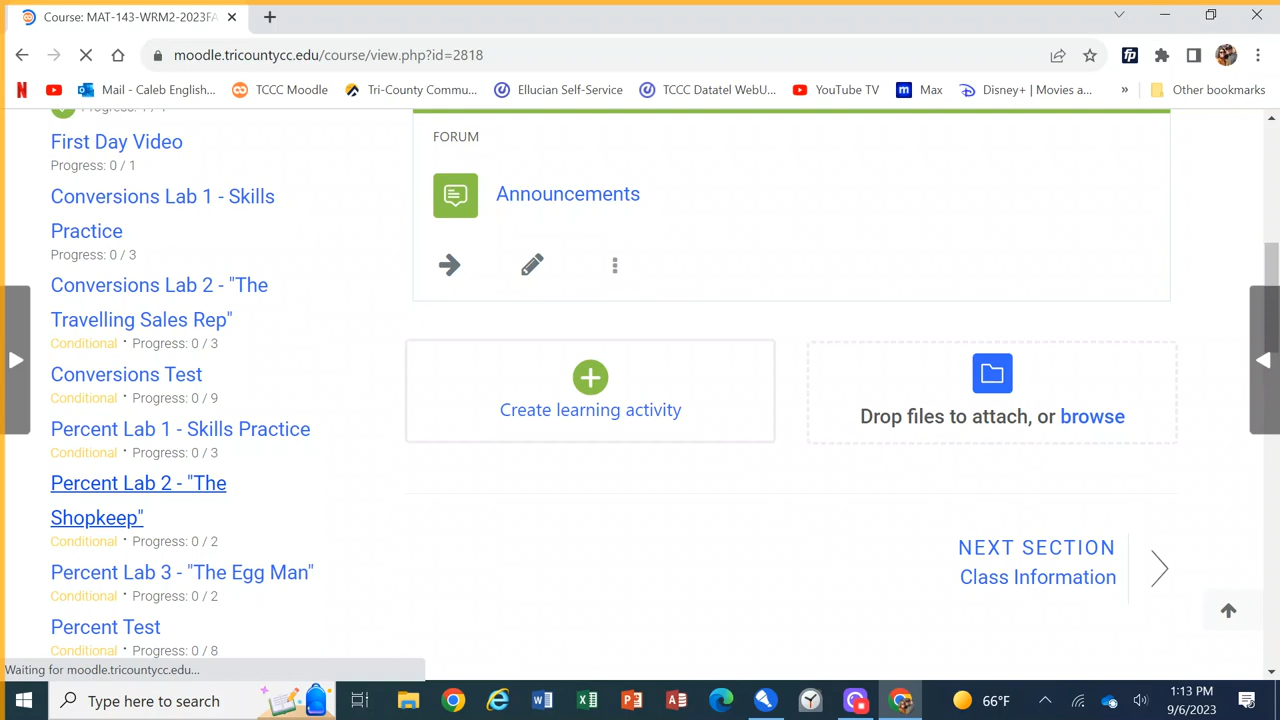 Course: MAT-143-WRM2-2023FA
moodle.tricountycc.edu/course/view.php?id=2818
Mail - Caleb English...
TCCC Moodle
Tri-County Commu...
Ellucian Self-Service
TCCC Datatel WebU...
YouTube TV
Max
Disney+ | Movies a...
»
Other bookmarks
First Day Video
Progress: 0 / 1
Conversions Lab 1 - Skills
Practice
Progress: 0 / 3
Conversions Lab 2 - "The
Travelling Sales Rep"
Conditional · Progress: 0 / 3
Conversions Test
Conditional · Progress: 0 / 9
Percent Lab 1 - Skills Practice
Conditional · Progress: 0 / 3
Percent Lab 2 - "The
Shopkeep"
Conditional · Progress: 0 / 2
Percent Lab 3 - "The Egg Man"
Conditional · Progress: 0 / 2
Percent Test
Conditional · Progress: 0 / 8
FORUM
Announcements
Create learning activity
Drop files to attach, or browse
NEXT SECTION
Class Information
Waiting for moodle.tricountycc.edu...
Type here to search
66°F
1:13 PM
9/6/2023